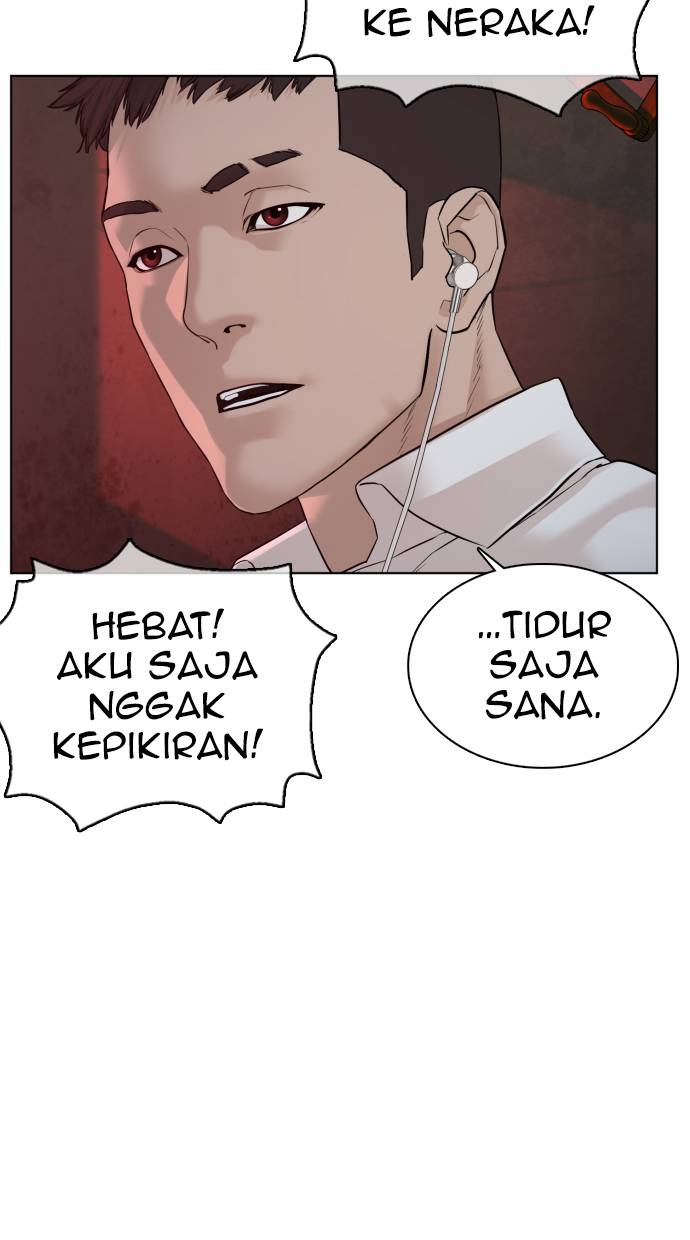 KE NERAKA!
HEBAT!
AKU SAJA
NGGAK
KEPIKIRAN!
...TIDUR
SAJA
SANA.